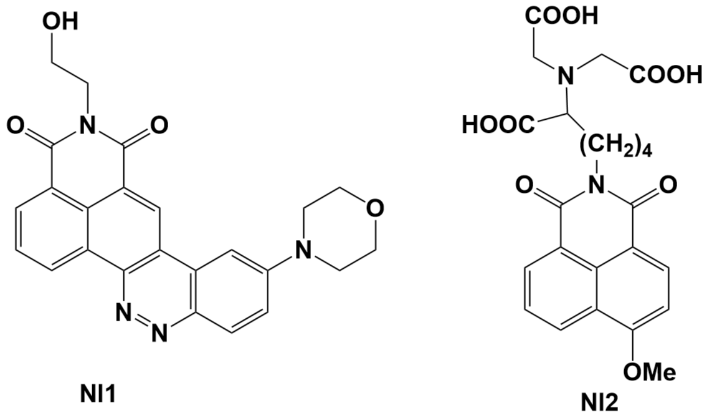 OH
O N O
N
O
N=N
NI1
COOH
N COOH
HOOC
(CH2)4
O N O
OMe
NI2